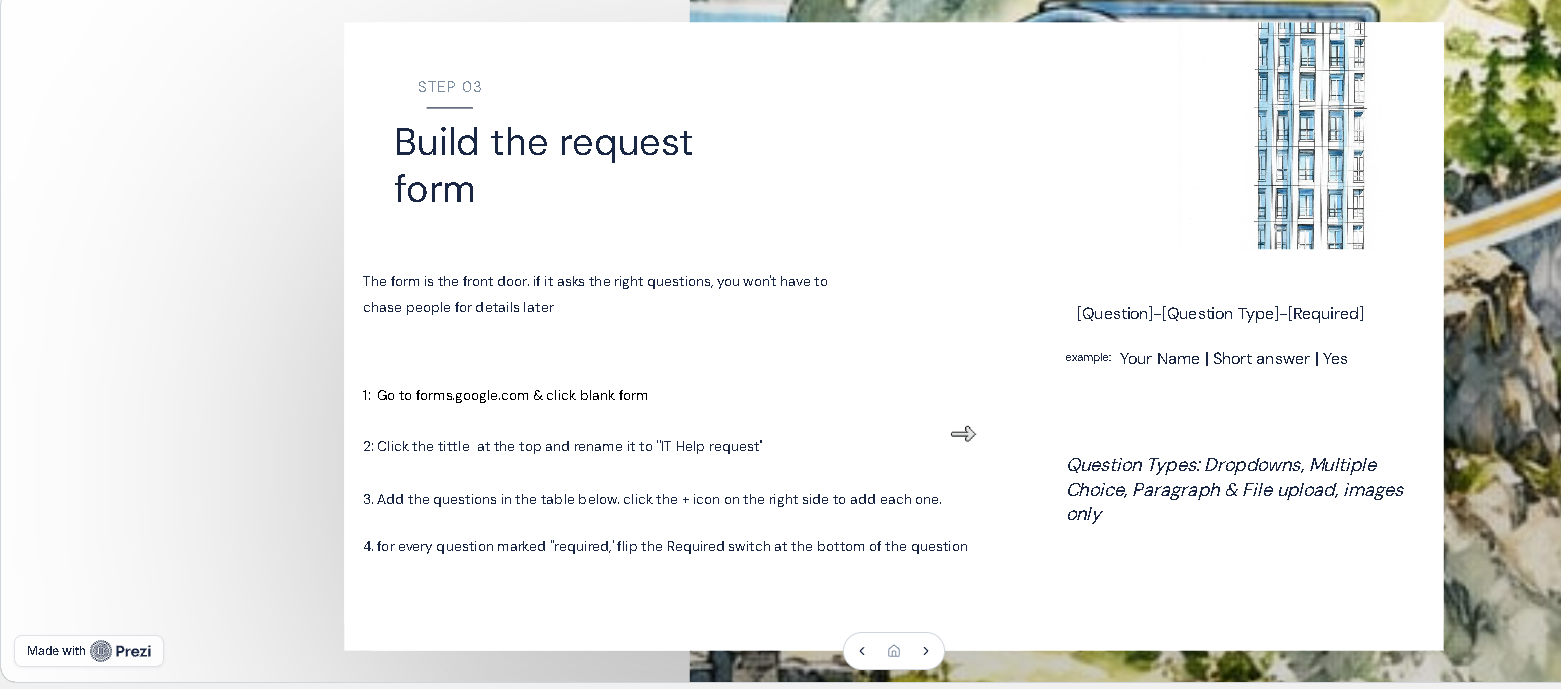 STEP 03
Build the request
form
The form is the front door. if it asks the right questions, you won't have to
chase people for details later
1: Go to forms.google.com & click blank form
2: Click the tittle at the top and rename it to "IT Help request"
3. Add the questions in the table below. click the + icon on the right side to add each one.
4. for every question marked "required,' flip the Required switch at the bottom of the question
[Question]-[Question Type]-[Required]
example: Your Name | Short answer | Yes
Question Types: Dropdowns, Multiple
Choice, Paragraph & File upload, images
only
Made with Prezi